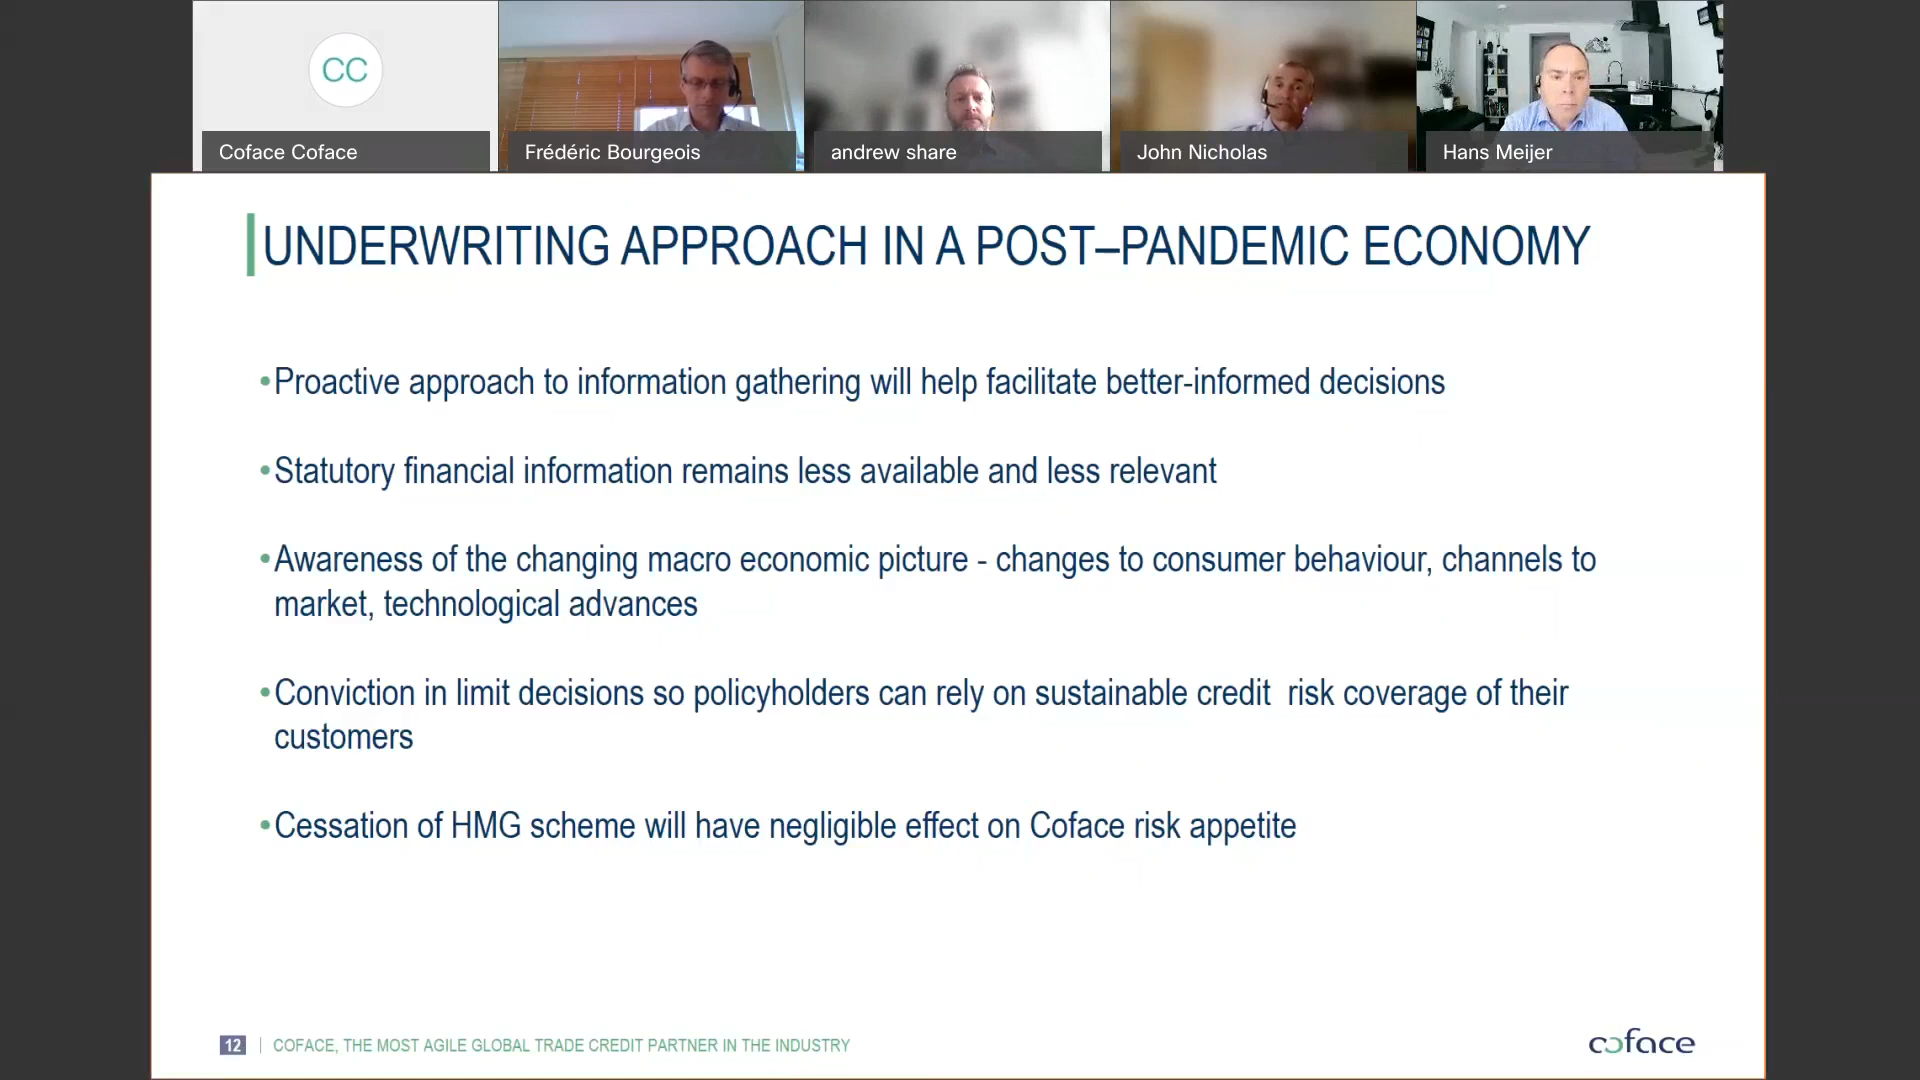 CC
Coface Coface
Frédéric Bourgeois
andrew share
John Nicholas
Hans Meijer
UNDERWRITING APPROACH IN A POST–PANDEMIC ECONOMY
•Proactive approach to information gathering will help facilitate better-informed decisions
•Statutory financial information remains less available and less relevant
•Awareness of the changing macro economic picture - changes to consumer behaviour, channels to
market, technological advances
•Conviction in limit decisions so policyholders can rely on sustainable credit  risk coverage of their
customers
•Cessation of HMG scheme will have negligible effect on Coface risk appetite
12 | COFACE, THE MOST AGILE GLOBAL TRADE CREDIT PARTNER IN THE INDUSTRY
coface